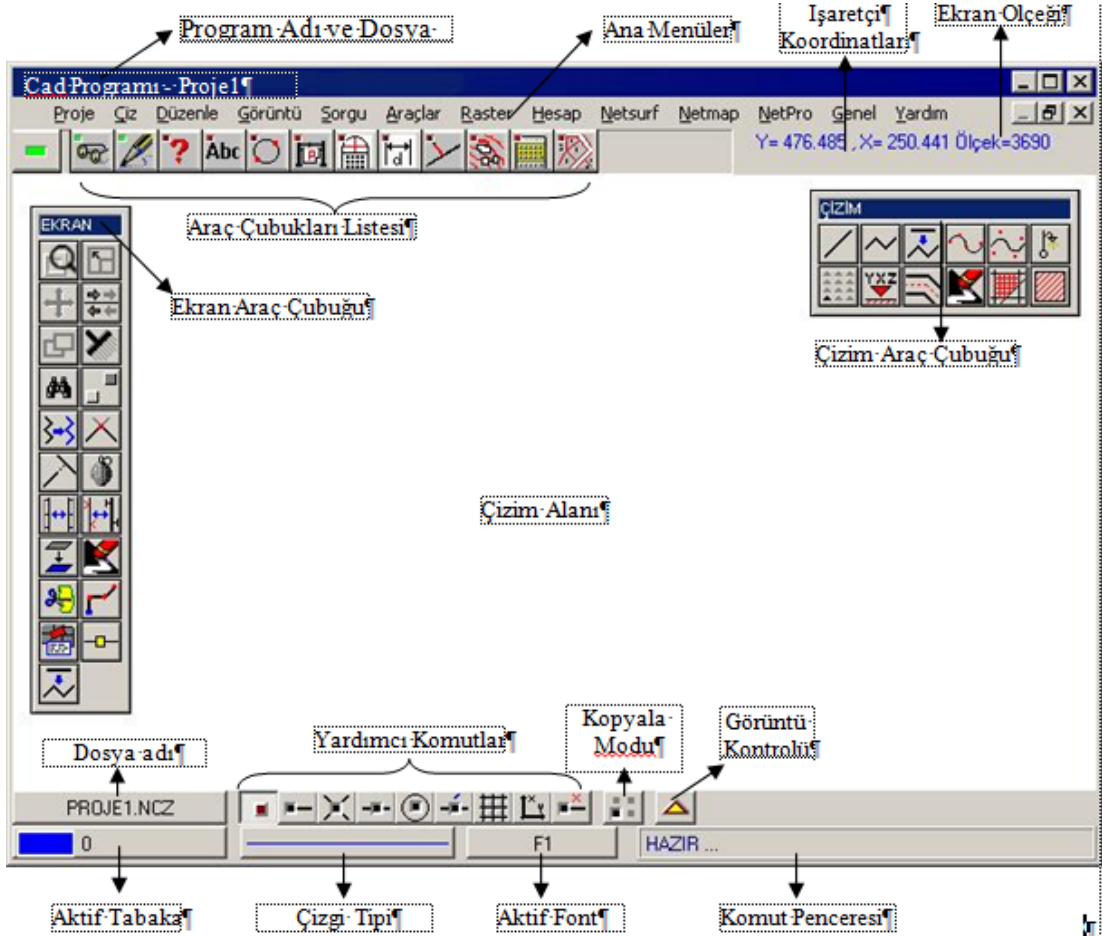 Program Adı ve Dosya
Ana Menüler
İşaretçi
Koordinatları
Ekran Ölçeği
Cad Programı - Proje1
Proje Çiz Düzenle Görüntü Sorgu Araçlar Raster Hesap Netsurf Netmap NetPro Genel Yardım
Abc
Y= 476.485 , X= 250.441 Ölçek=3690
Araç Çubukları Listesi
EKRAN
Ekran Araç Çubuğu
ÇİZİM
YXZ
Çizim Araç Çubuğu
Çizim Alanı
Dosya adı
Yardımcı Komutlar
Kopyala
Modu
Görüntü
Kontrolü
PROJE1.NCZ
0
F1
HAZIR ...
Aktif Tabaka
Çizgi Tipi
Aktif Font
Komut Penceresi